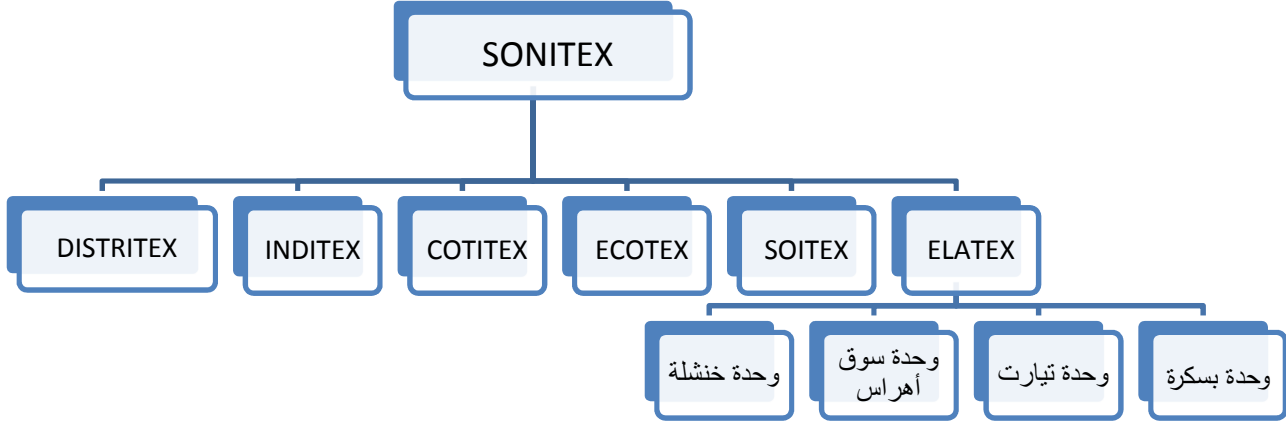 SONITEX
DISTRITEX
INDITEX
COTITEX
ECOTEX
SOITEX
ELATEX
وحدة خنشلة
وحدة سوق
أهراس
وحدة تيارت
وحدة بسكرة